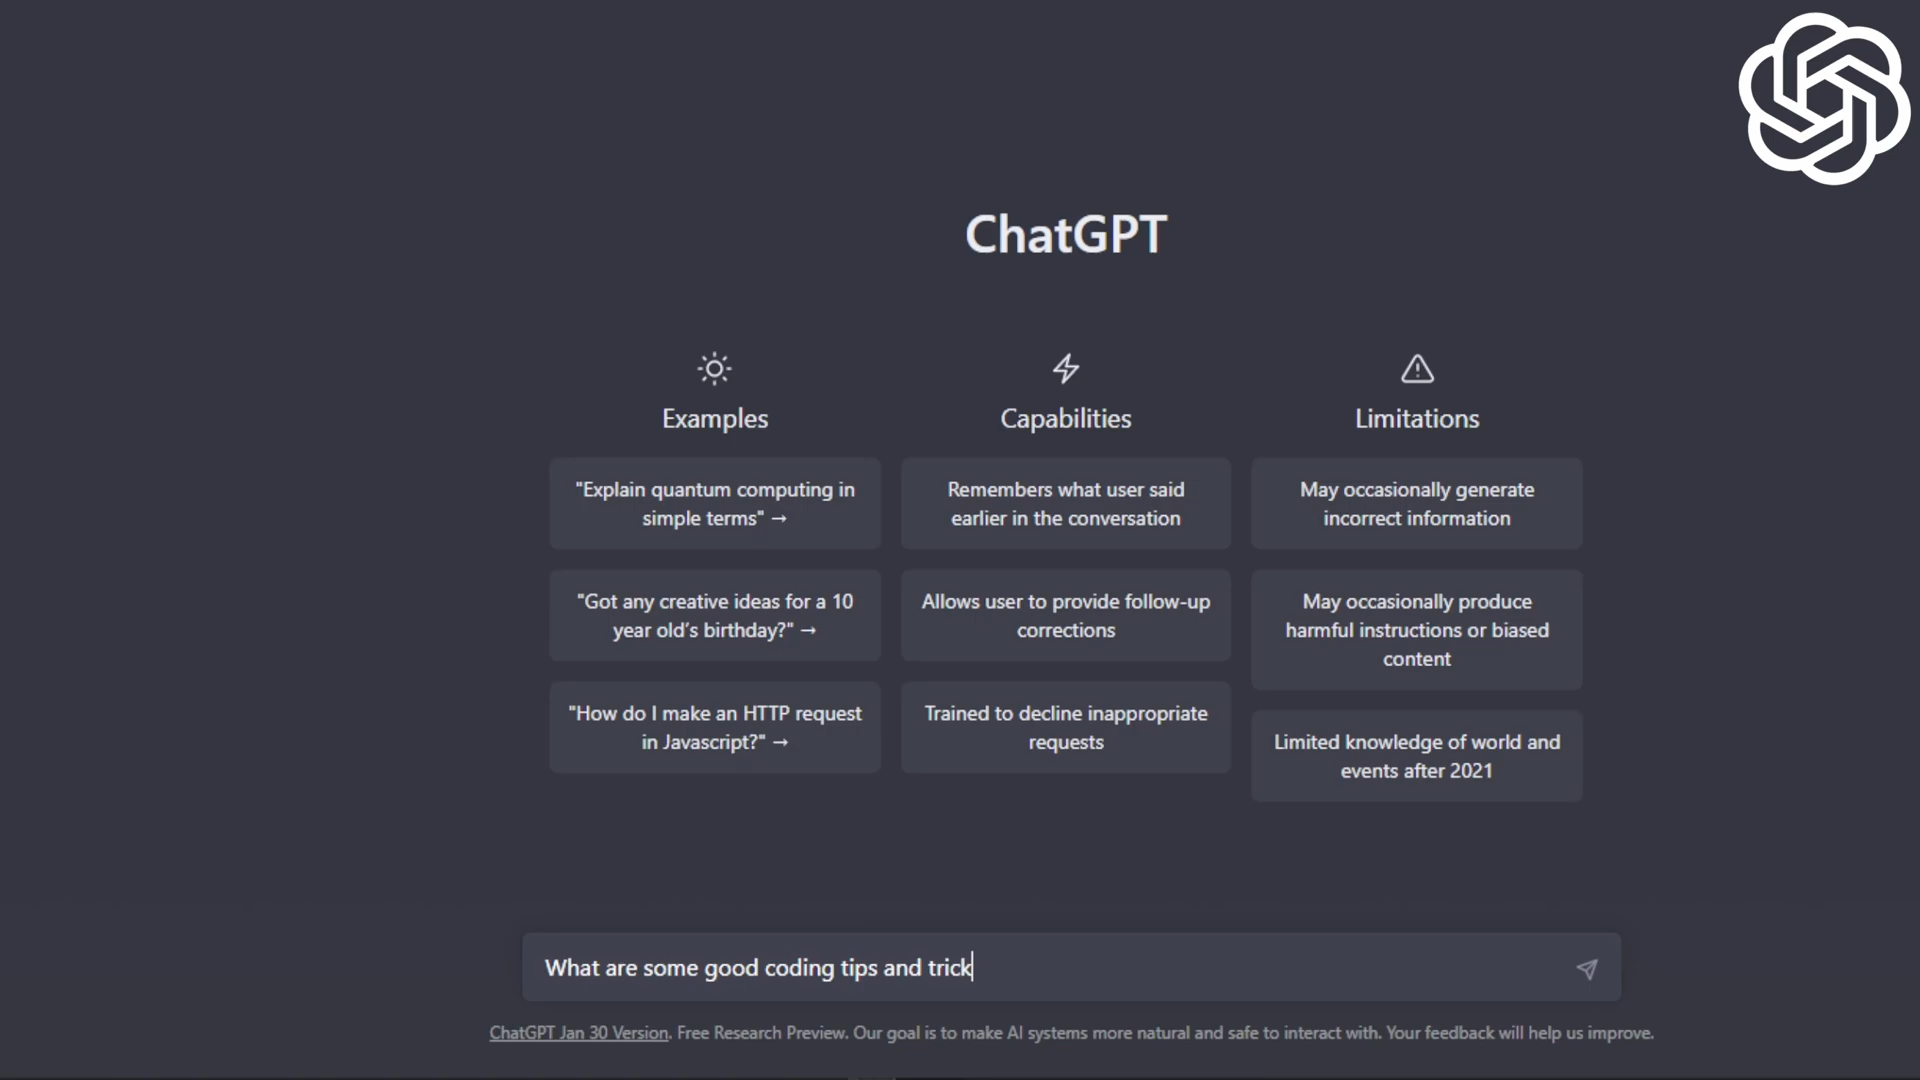 ChatGPT
Examples
"Explain quantum computing in
simple terms" →
"Got any creative ideas for a 10
year old's birthday?" →
"How do I make an HTTP request
in Javascript?" →
Capabilities
Remembers what user said
earlier in the conversation
Allows user to provide follow-up
corrections
Trained to decline inappropriate
requests
Limitations
May occasionally generate
incorrect information
May occasionally produce
harmful instructions or biased
content
Limited knowledge of world and
events after 2021
What are some good coding tips and trick
ChatGPT Jan 30 Version. Free Research Preview. Our goal is to make AI systems more natural and safe to interact with. Your feedback will help us improve.